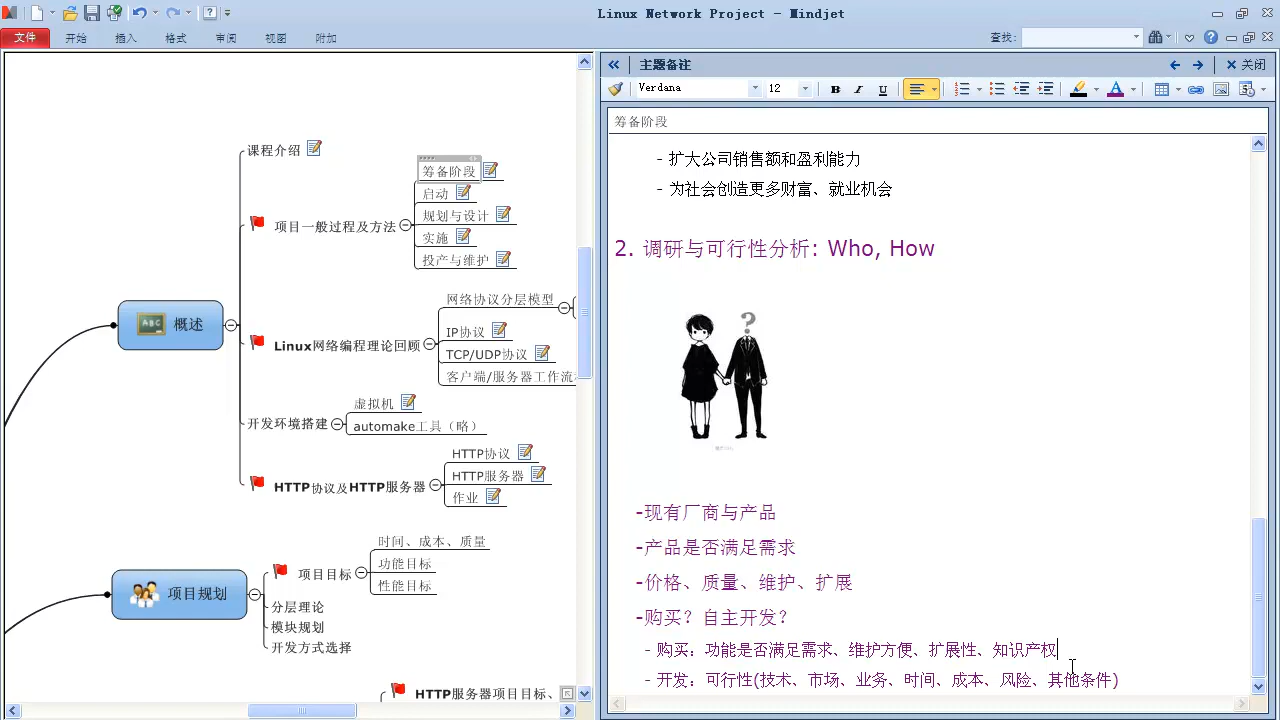 Linux Network Project - Mindjet
文件
开始
插入
格式
审阅
视图
附加
查找:
课程介绍
筹备阶段
启动
项目一般过程及方法
规划与设计
实施
投产与维护
概述
网络协议分层模型
IP协议
Linux网络编程理论回顾
TCP/UDP协议
客户端/服务器工作流
虚拟机
开发环境搭建
automake工具（略）
HTTP协议
HTTP服务器
HTTP协议及HTTP服务器
作业
时间、成本、质量
项目目标
功能目标
性能目标
项目规划
分层理论
模块规划
开发方式选择
HTTP服务器项目目标、
主题备注
关闭
Verdana
12
B I U
筹备阶段
- 扩大公司销售额和盈利能力
- 为社会创造更多财富、就业机会
2. 调研与可行性分析: Who, How
?
-现有厂商与产品
-产品是否满足需求
-价格、质量、维护、扩展
-购买？自主开发？
- 购买：功能是否满足需求、维护方便、扩展性、知识产权
- 开发：可行性(技术、市场、业务、时间、成本、风险、其他条件)